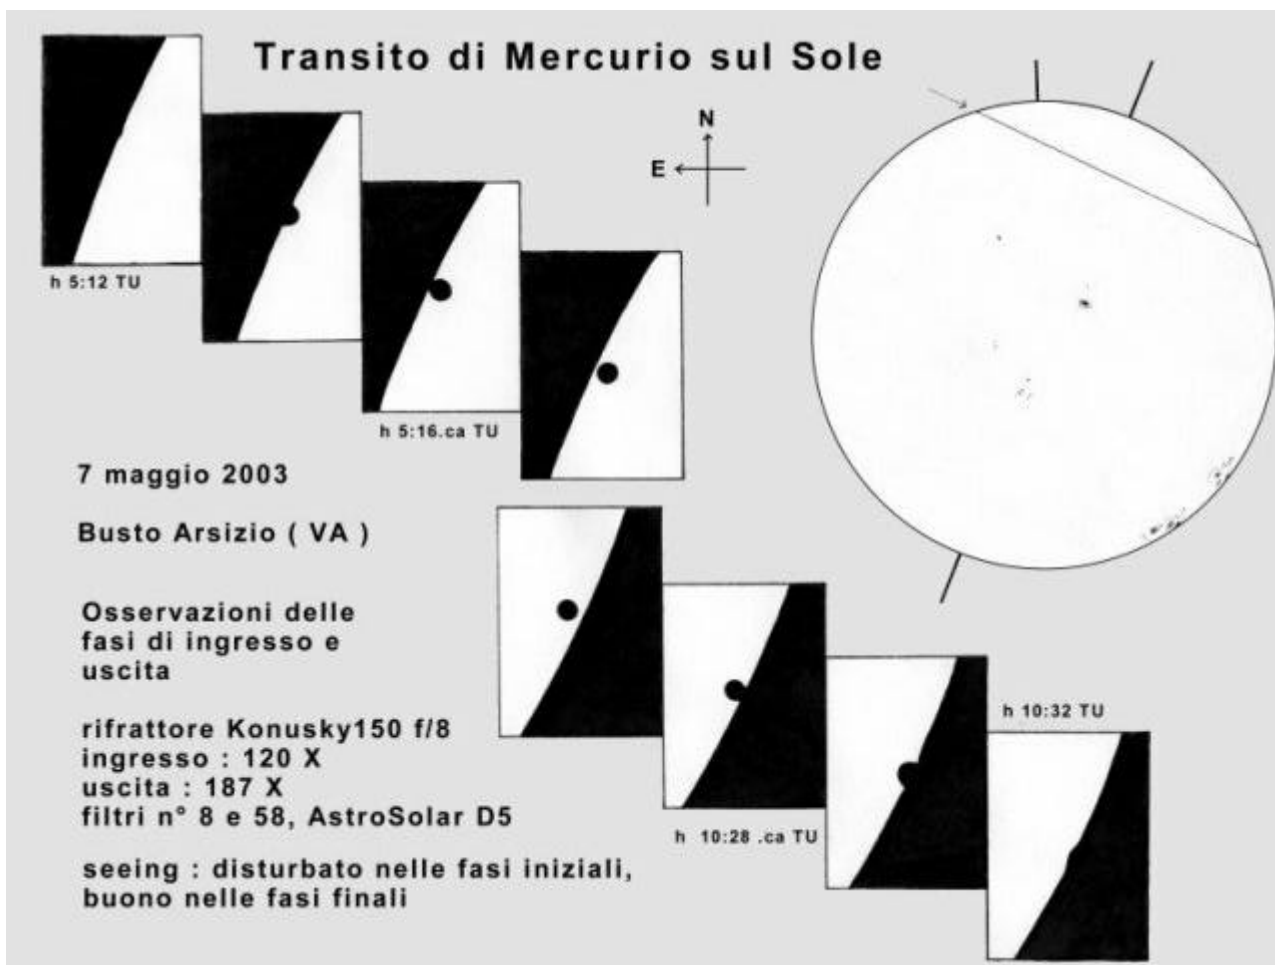 Transito di Mercurio sul Sole
N
E
h 5:12 TU
h 5:16.ca TU
7 maggio 2003
Busto Arsizio ( VA )
Osservazioni delle
fasi di ingresso e
uscita
rifrattore Konusky150 f/8
ingresso : 120 X
uscita : 187 X
filtri n° 8 e 58, AstroSolar D5
seeing : disturbato nelle fasi iniziali,
buono nelle fasi finali
h 10:28 .ca TU
h 10:32 TU